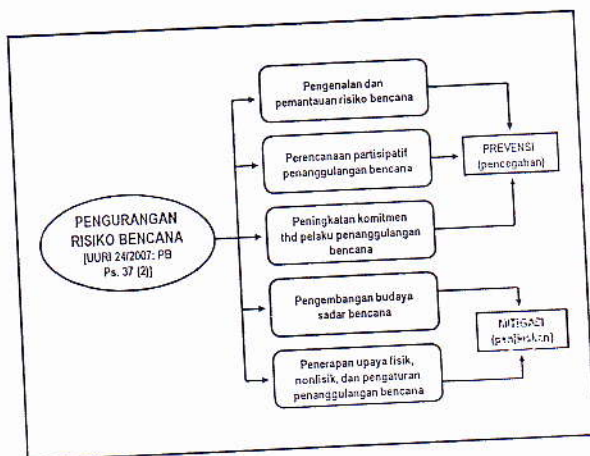 PENGURANGAN
RISIKO BENCANA
[UURI 24/2007: PB
Ps. 37 (2)]
Pengenalan dan
pemantauan risiko bencana
Perencanaan partisipatif
penanggulangan bencana
Peningkatan komitmen
thd pelaku penanggulangan
bencana
Pengembangan budaya
sadar bencana
Penerapan upaya fisik,
nonfisik, dan pengaturan
penanggulangan bencana
PREVENSI
(pencegahan)
MITIGASI